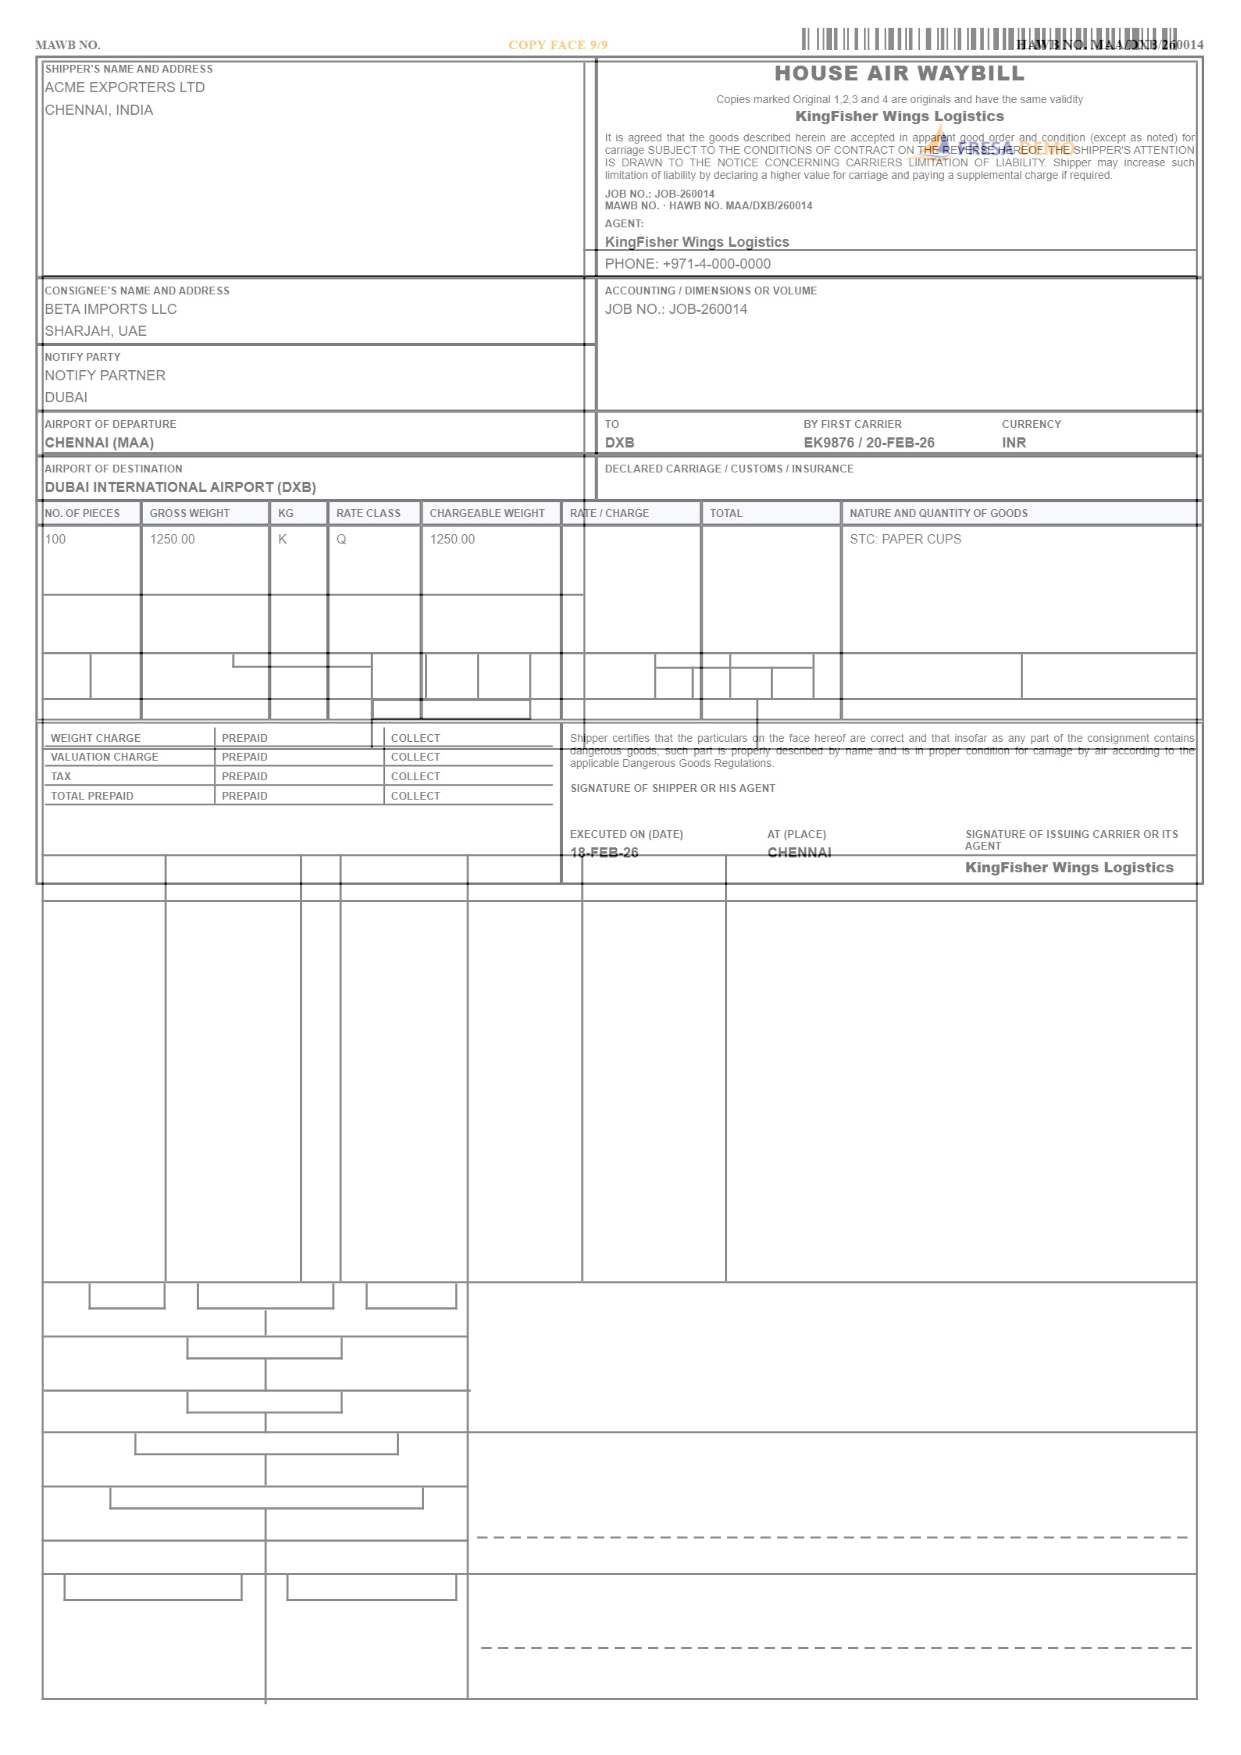 MAWB NO.
COPY FACE 9/9
HAWB NO. MAA/DXB/260014
SHIPPER'S NAME AND ADDRESS
ACME EXPORTERS LTD
CHENNAI, INDIA
HOUSE AIR WAYBILL
Copies marked Original 1,2,3 and 4 are originals and have the same validity
KingFisher Wings Logistics
It is agreed that the goods described herein are accepted in apparent good order and condition (except as noted) for
carriage SUBJECT TO THE CONDITIONS OF CONTRACT ON THE REVERSE HEREOF. THE SHIPPER'S ATTENTION
IS DRAWN TO THE NOTICE CONCERNING CARRIERS LIMITATION OF LIABILITY. Shipper may increase such
limitation of liability by declaring a higher value for carriage and paying a supplemental charge if required.
FRESA DEMO
JOB NO.: JOB-260014
MAWB NO. · HAWB NO. MAA/DXB/260014
AGENT:
KingFisher Wings Logistics
PHONE: +971-4-000-0000
CONSIGNEE'S NAME AND ADDRESS
BETA IMPORTS LLC
SHARJAH, UAE
ACCOUNTING / DIMENSIONS OR VOLUME
JOB NO.: JOB-260014
NOTIFY PARTY
NOTIFY PARTNER
DUBAI
AIRPORT OF DEPARTURE
CHENNAI (MAA)
TO BY FIRST CARRIER CURRENCY
DXB EK9876 / 20-FEB-26 INR
AIRPORT OF DESTINATION
DUBAI INTERNATIONAL AIRPORT (DXB)
DECLARED CARRIAGE / CUSTOMS / INSURANCE
NO. OF PIECES GROSS WEIGHT KG RATE CLASS CHARGEABLE WEIGHT RATE / CHARGE TOTAL NATURE AND QUANTITY OF GOODS
100 1250.00 K Q 1250.00 STC: PAPER CUPS
WEIGHT CHARGE PREPAID COLLECT
VALUATION CHARGE PREPAID COLLECT
TAX PREPAID COLLECT
TOTAL PREPAID PREPAID COLLECT
Shipper certifies that the particulars on the face hereof are correct and that insofar as any part of the consignment contains
dangerous goods, such part is properly described by name and is in proper condition for carriage by air according to the
applicable Dangerous Goods Regulations.
SIGNATURE OF SHIPPER OR HIS AGENT
EXECUTED ON (DATE) AT (PLACE) SIGNATURE OF ISSUING CARRIER OR ITS
AGENT
18-FEB-26 CHENNAI
KingFisher Wings Logistics